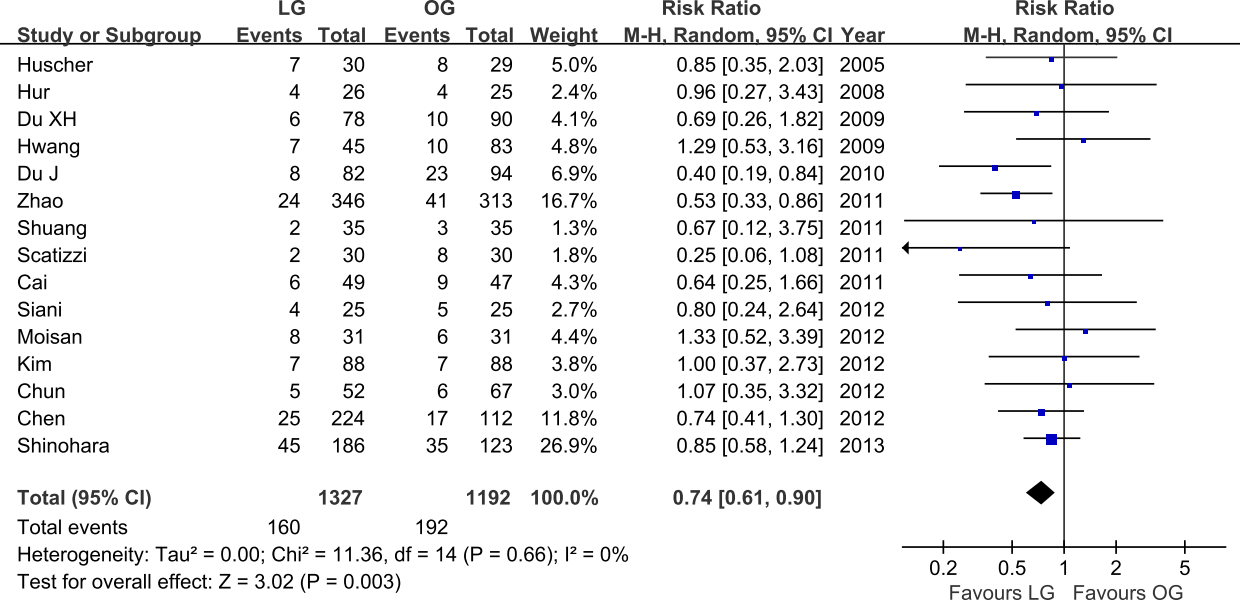 LG OG Risk Ratio Risk Ratio
Study or Subgroup Events Total Events Total Weight M-H, Random, 95% CI Year M-H, Random, 95% CI
Huscher 7 30 8 29 5.0% 0.85 [0.35, 2.03] 2005
Hur 4 26 4 25 2.4% 0.96 [0.27, 3.43] 2008
Du XH 6 78 10 90 4.1% 0.69 [0.26, 1.82] 2009
Hwang 7 45 10 83 4.8% 1.29 [0.53, 3.16] 2009
Du J 8 82 23 94 6.9% 0.40 [0.19, 0.84] 2010
Zhao 24 346 41 313 16.7% 0.53 [0.33, 0.86] 2011
Shuang 2 35 3 35 1.3% 0.67 [0.12, 3.75] 2011
Scatizzi 2 30 8 30 1.8% 0.25 [0.06, 1.08] 2011
Cai 6 49 9 47 4.3% 0.64 [0.25, 1.66] 2011
Siani 4 25 5 25 2.7% 0.80 [0.24, 2.64] 2012
Moisan 8 31 6 31 4.4% 1.33 [0.52, 3.39] 2012
Kim 7 88 7 88 3.8% 1.00 [0.37, 2.73] 2012
Chun 5 52 6 67 3.0% 1.07 [0.35, 3.32] 2012
Chen 25 224 17 112 11.8% 0.74 [0.41, 1.30] 2012
Shinohara 45 186 35 123 26.9% 0.85 [0.58, 1.24] 2013
Total (95% CI) 1327 1192 100.0% 0.74 [0.61, 0.90]
Total events 160 192
Heterogeneity: Tau² = 0.00; Chi² = 11.36, df = 14 (P = 0.66); I² = 0%
Test for overall effect: Z = 3.02 (P = 0.003)
0.2 0.5 1 2 5
Favours LG Favours OG